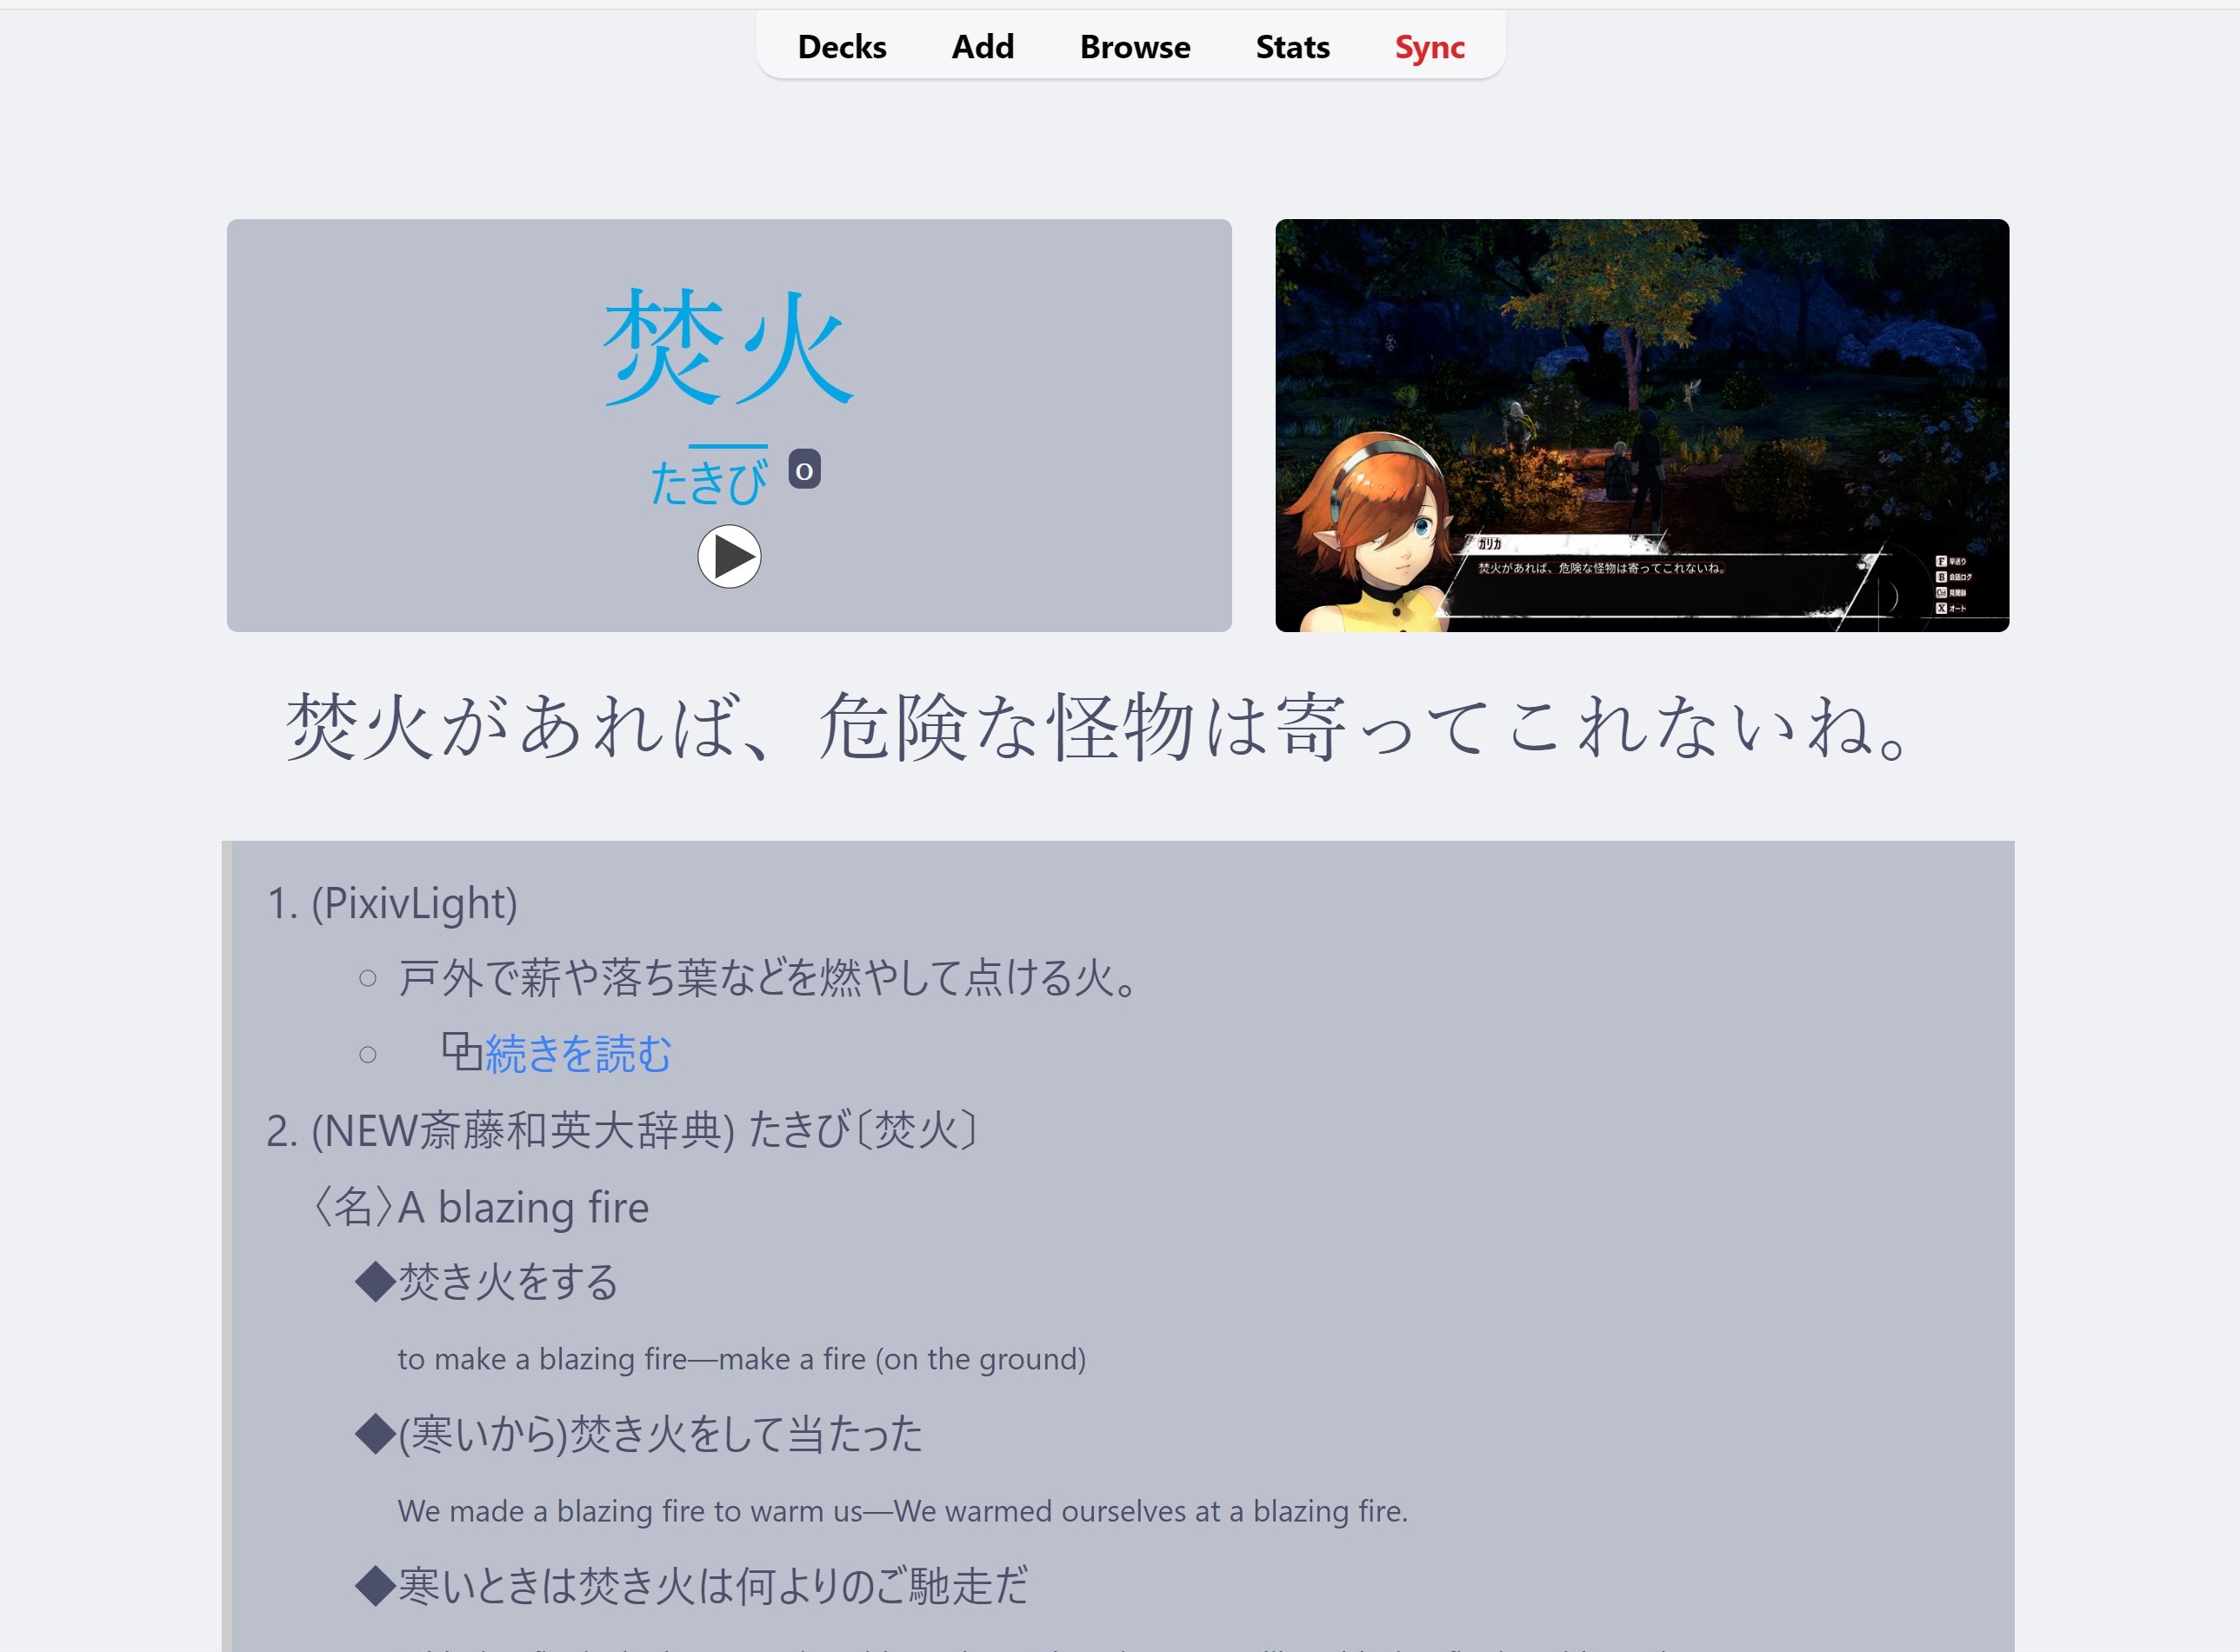 Decks Add Browse Stats Sync
焚火
たきび o
ガリカ
焚火があれば、危険な怪物は寄ってこれないね。
F 早送り
B 会話ログ
Ctrl 見聞録
X オート
焚火があれば、危険な怪物は寄ってこれないね。
1. (PixivLight)
○ 戸外で薪や落ち葉などを燃やして点ける火。
○ 続きを読む
2. (NEW斎藤和英大辞典) たきび〔焚火〕
〈名〉A blazing fire
◆焚き火をする
to make a blazing fire—make a fire (on the ground)
◆(寒いから)焚き火をして当たった
We made a blazing fire to warm us—We warmed ourselves at a blazing fire.
◆寒いときは焚き火は何よりのご馳走だ